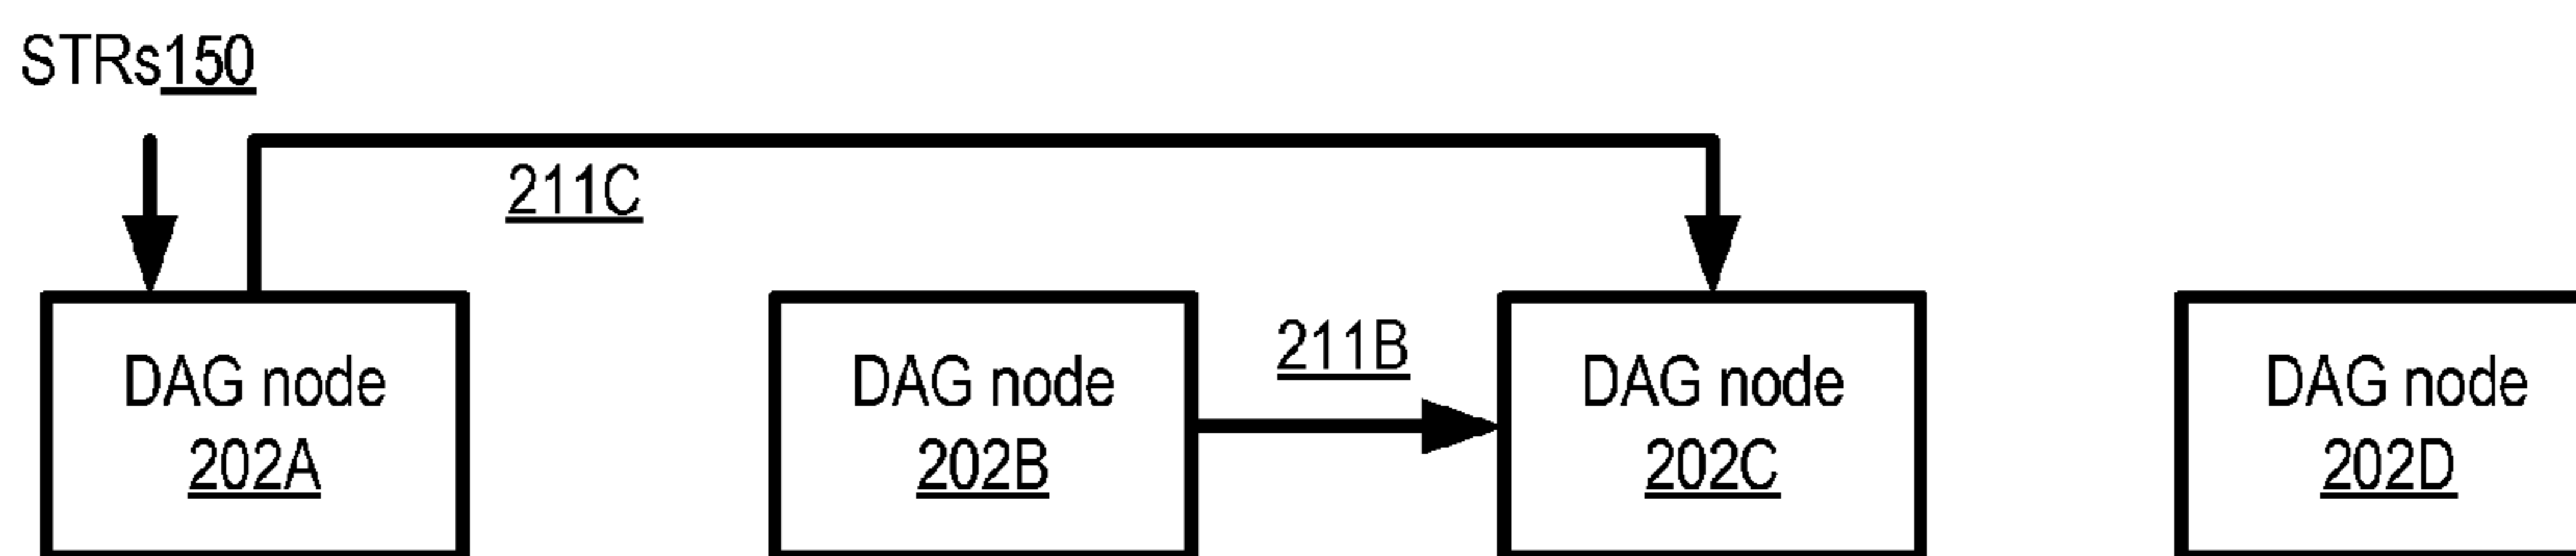 STRs150
211C
211B
DAG node
202A
DAG node
202B
DAG node
202C
DAG node
202D